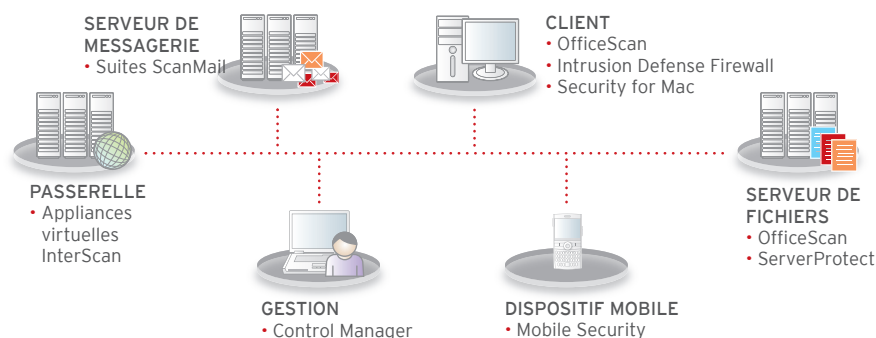 SERVEUR DE
MESSAGERIE
• Suites ScanMail
CLIENT
• OfficeScan
• Intrusion Defense Firewall
• Security for Mac
PASSERELLE
• Appliances
virtuelles
InterScan
SERVEUR DE
FICHIERS
• OfficeScan
• ServerProtect
GESTION
• Control Manager
DISPOSITIF MOBILE
• Mobile Security